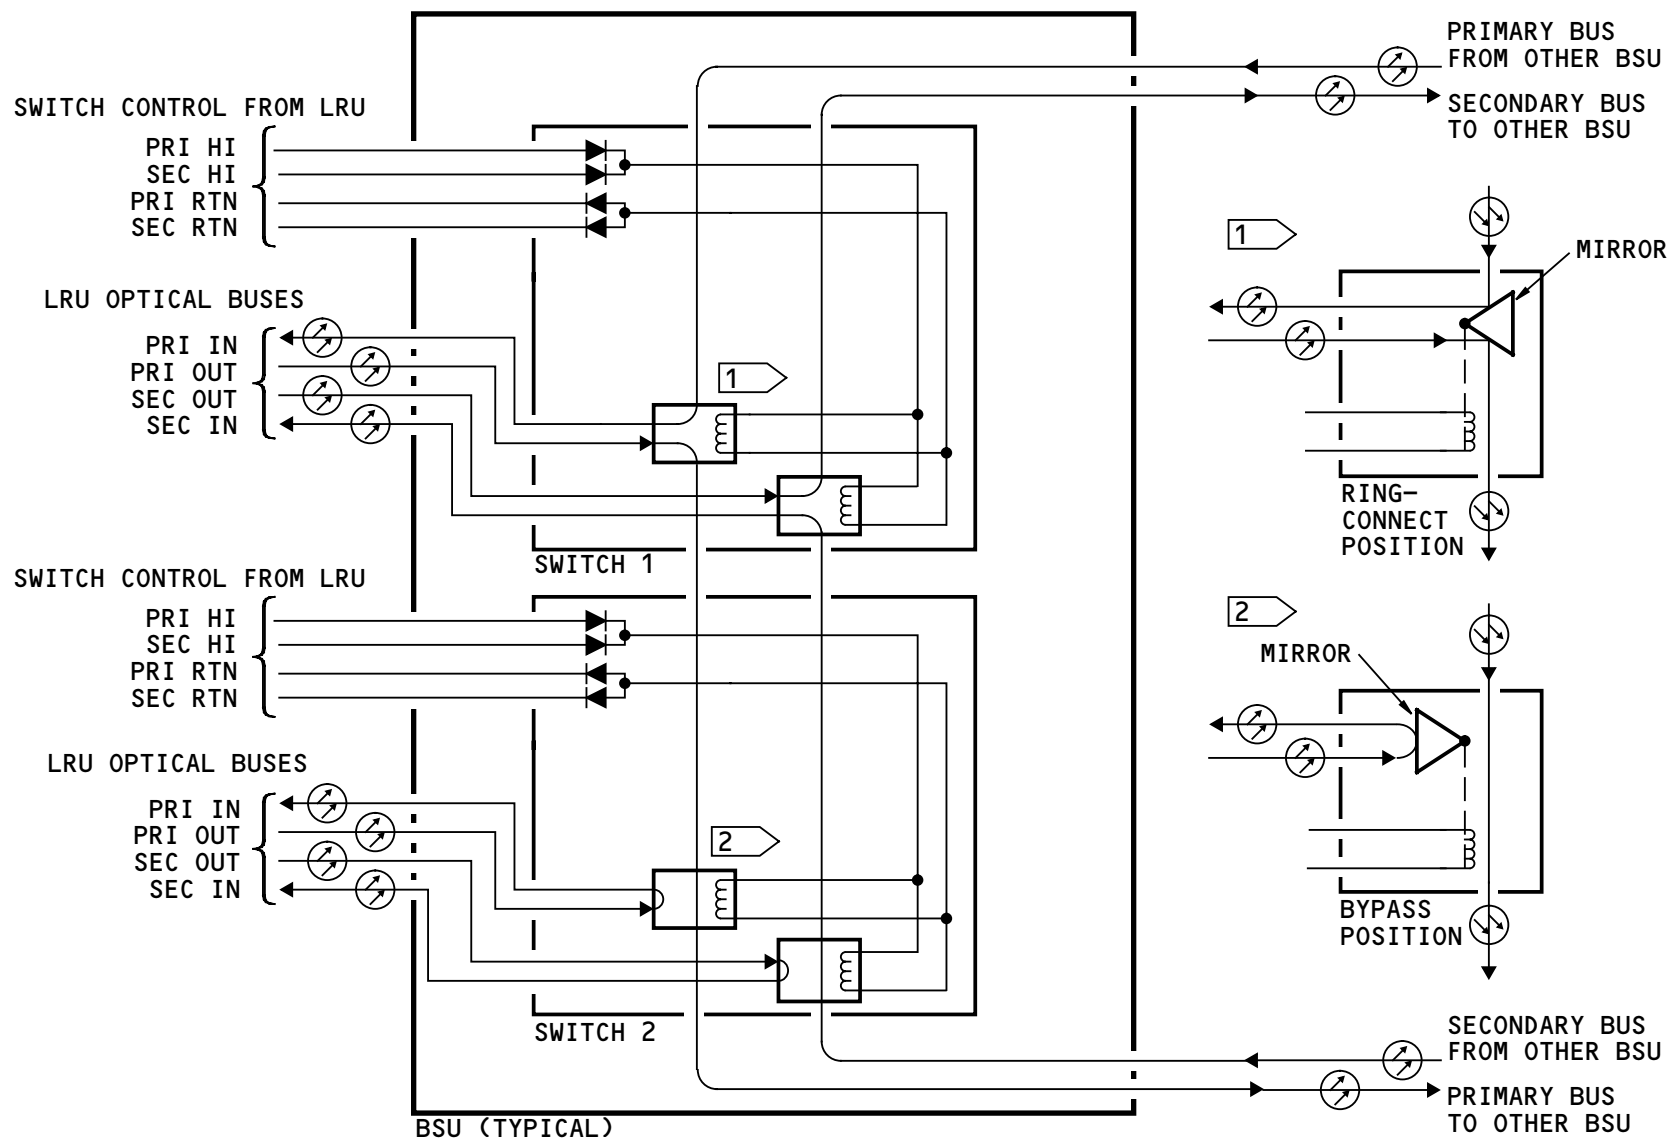 PRIMARY BUS
FROM OTHER BSU
SECONDARY BUS
TO OTHER BSU
SWITCH CONTROL FROM LRU
PRI HI
SEC HI
PRI RTN
SEC RTN
LRU OPTICAL BUSES
PRI IN
PRI OUT
SEC OUT
SEC IN
1
SWITCH 1
1
MIRROR
RING-
CONNECT
POSITION
SWITCH CONTROL FROM LRU
PRI HI
SEC HI
PRI RTN
SEC RTN
LRU OPTICAL BUSES
PRI IN
PRI OUT
SEC OUT
SEC IN
2
SWITCH 2
2
MIRROR
BYPASS
POSITION
SECONDARY BUS
FROM OTHER BSU
PRIMARY BUS
TO OTHER BSU
BSU (TYPICAL)